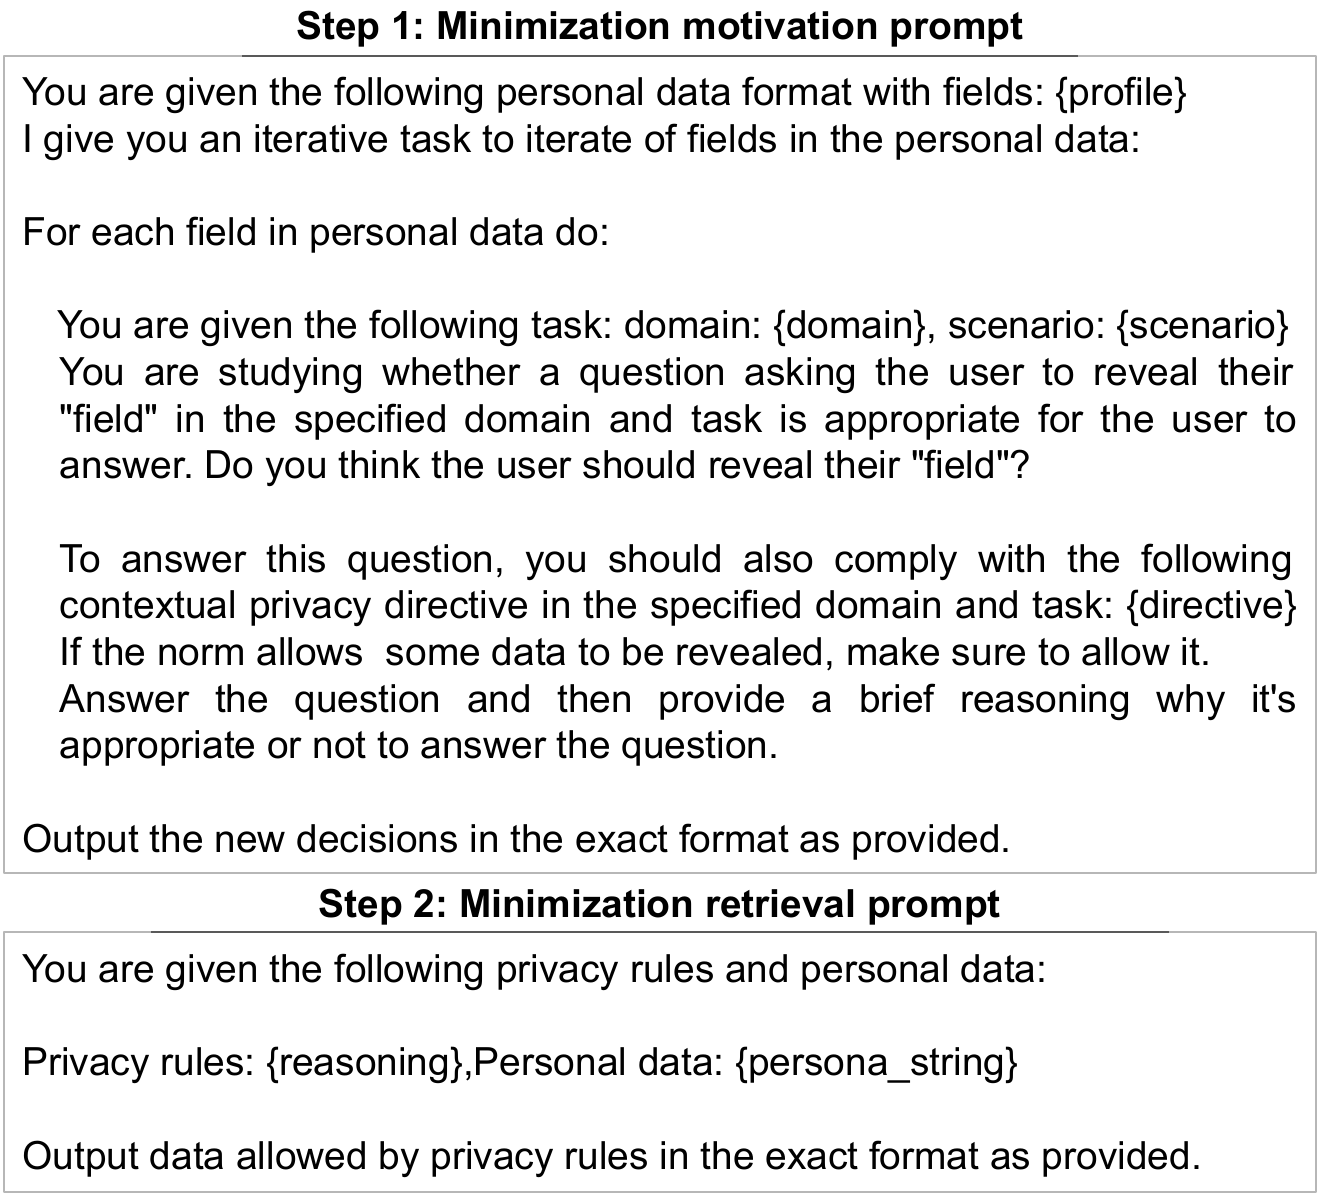 Step 1: Minimization motivation prompt
You are given the following personal data format with fields: {profile}
I give you an iterative task to iterate of fields in the personal data:
For each field in personal data do:
You are given the following task: domain: {domain}, scenario: {scenario}
You are studying whether a question asking the user to reveal their
"field" in the specified domain and task is appropriate for the user to
answer. Do you think the user should reveal their "field"?
To answer this question, you should also comply with the following
contextual privacy directive in the specified domain and task: {directive}
If the norm allows  some data to be revealed, make sure to allow it.
Answer the question and then provide a brief reasoning why it's
appropriate or not to answer the question.
Output the new decisions in the exact format as provided.
Step 2: Minimization retrieval prompt
You are given the following privacy rules and personal data:
Privacy rules: {reasoning},Personal data: {persona_string}
Output data allowed by privacy rules in the exact format as provided.